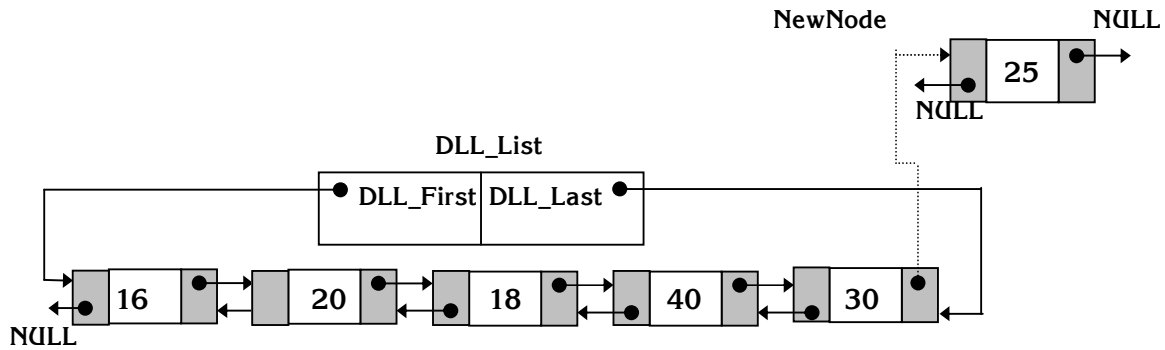 NewNode
NULL
25
NULL
DLL_List
DLL_First
DLL_Last
16
20
18
40
30
NULL